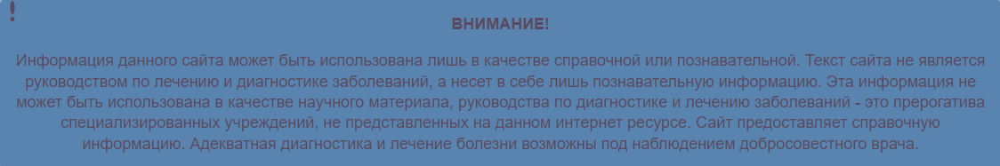 !
ВНИМАНИЕ!
Информация данного сайта может быть использована лишь в качестве справочной или познавательной. Текст сайта не является
руководством по лечению и диагностике заболеваний, а несет в себе лишь познавательную информацию. Эта информация не
может быть использована в качестве научного материала, руководства по диагностике и лечению заболеваний - это прерогатива
специализированных учреждений, не представленных на данном интернет ресурсе. Сайт предоставляет справочную
информацию. Адекватная диагностика и лечение болезни возможны под наблюдением добросовестного врача.